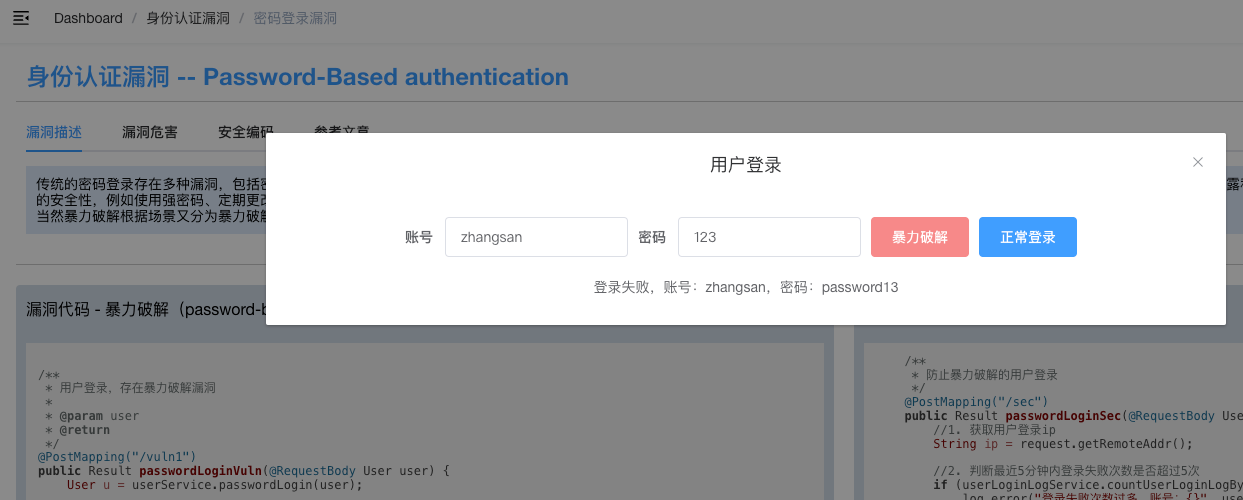 Dashboard / 身份认证漏洞 / 密码登录漏洞
身份认证漏洞 -- Password-Based authentication
漏洞描述 漏洞危害 安全编码 参考文章
用户登录
传统的密码登录存在多种漏洞，包括密
的安全性，例如使用强密码、定期更改
当然暴力破解根据场景又分为暴力破解
账号 zhangsan 密码 123 暴力破解 正常登录
登录失败，账号：zhangsan，密码：password13
漏洞代码 - 暴力破解（password-b
/**
 * 用户登录，存在暴力破解漏洞
 *
 * @param user
 * @return
 */
@PostMapping("/vuln1")
public Result passwordLoginVuln(@RequestBody User user) {
    User u = userService.passwordLogin(user);
/**
 * 防止暴力破解的用户登录
 */
@PostMapping("/sec")
public Result passwordLoginSec(@RequestBody Use
    //1. 获取用户登录ip
    String ip = request.getRemoteAddr();
    //2. 判断最近5分钟内登录失败次数是否超过5次
    if (userLoginLogService.countUserLoginLogBy
        log.error("登录失败次数过多，账号：{}", use